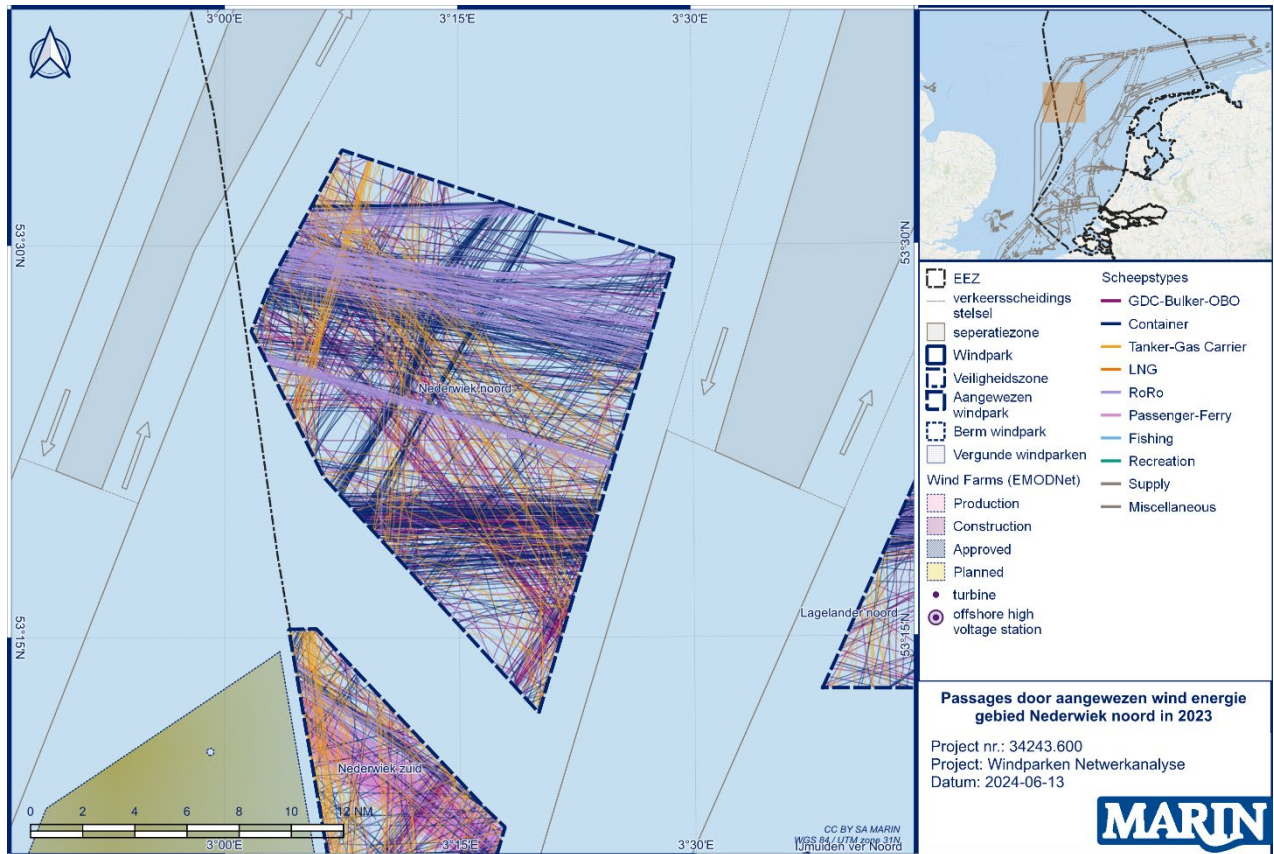 3°00'E
3°15'E
3°30'E
53°30'N
53°30'N
Nederwiek noord
53°15'N
53°15'N
Lagelander noord
Nederwiek zuid
0 2 4 6 8 10 12 NM
3°00'E
3°30'E
CC BY SA MARIN
WGS 84 / UTM zone 31N
IJmuiden ver Noord
EEZ
verkeersscheidings
stelsel
seperatiezone
Windpark
Veiligheidszone
Aangewezen
windpark
Berm windpark
Vergunde windparken
Wind Farms (EMODNet)
Production
Construction
Approved
Planned
turbine
offshore high
voltage station
Scheepstypes
GDC-Bulker-OBO
Container
Tanker-Gas Carrier
LNG
RoRo
Passenger-Ferry
Fishing
Recreation
Supply
Miscellaneous
Passages door aangewezen wind energie
gebied Nederwiek noord in 2023
Project nr.: 34243.600
Project: Windparken Netwerkanalyse
Datum: 2024-06-13
MARIN